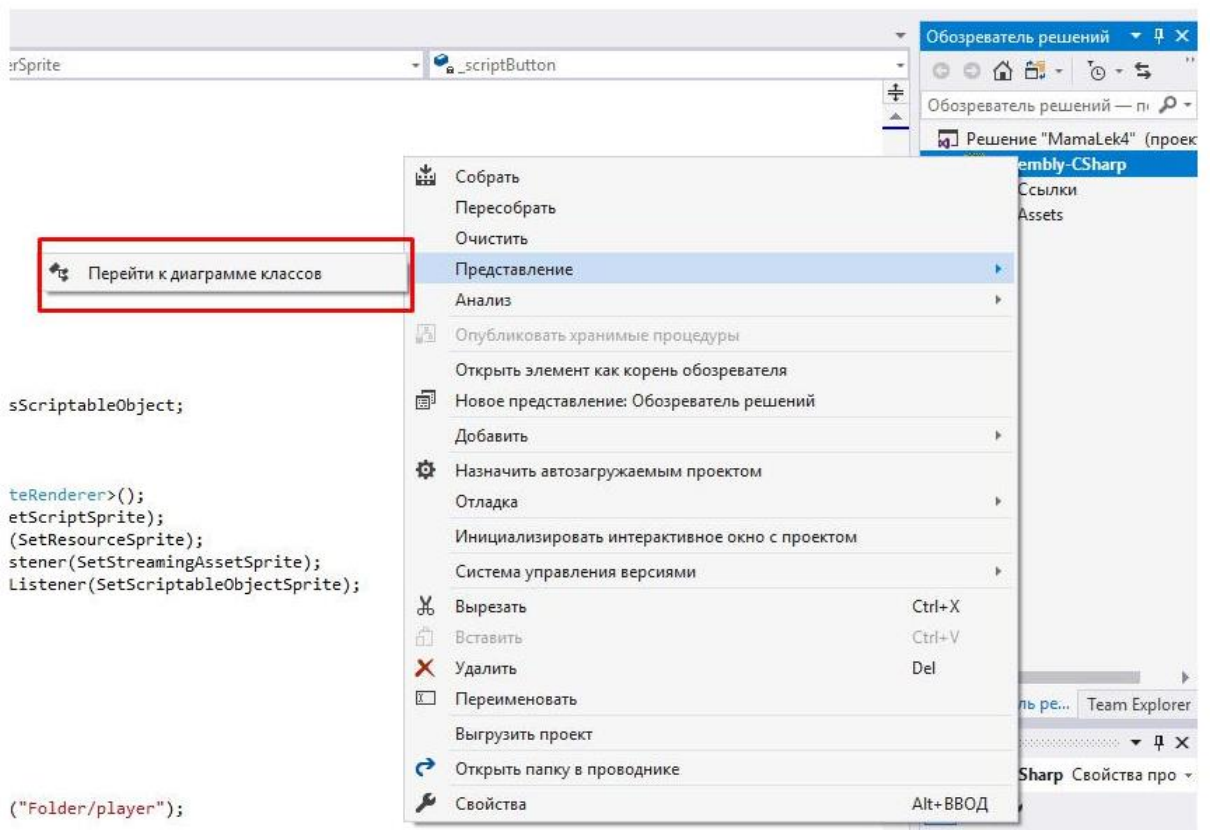 Обозреватель решений
rSprite
_scriptButton
Обозреватель решений — п
Решение "MamaLek4" (проек
embly-CSharp
Ссылки
Assets
Собрать
Пересобрать
Очистить
Представление
Перейти к диаграмме классов
Анализ
Опубликовать хранимые процедуры
Открыть элемент как корень обозревателя
sScriptableObject;
Новое представление: Обозреватель решений
Добавить
Назначить автозагружаемым проектом
teRenderer>();
Отладка
etScriptSprite);
(SetResourceSprite);
Инициализировать интерактивное окно с проектом
stener(SetStreamingAssetSprite);
Система управления версиями
Listener(SetScriptableObjectSprite);
Вырезать Ctrl+X
Вставить Ctrl+V
Удалить Del
Переименовать
ль ре... Team Explorer
Выгрузить проект
Открыть папку в проводнике
Sharp Свойства про
Свойства Alt+ВВОД
("Folder/player");